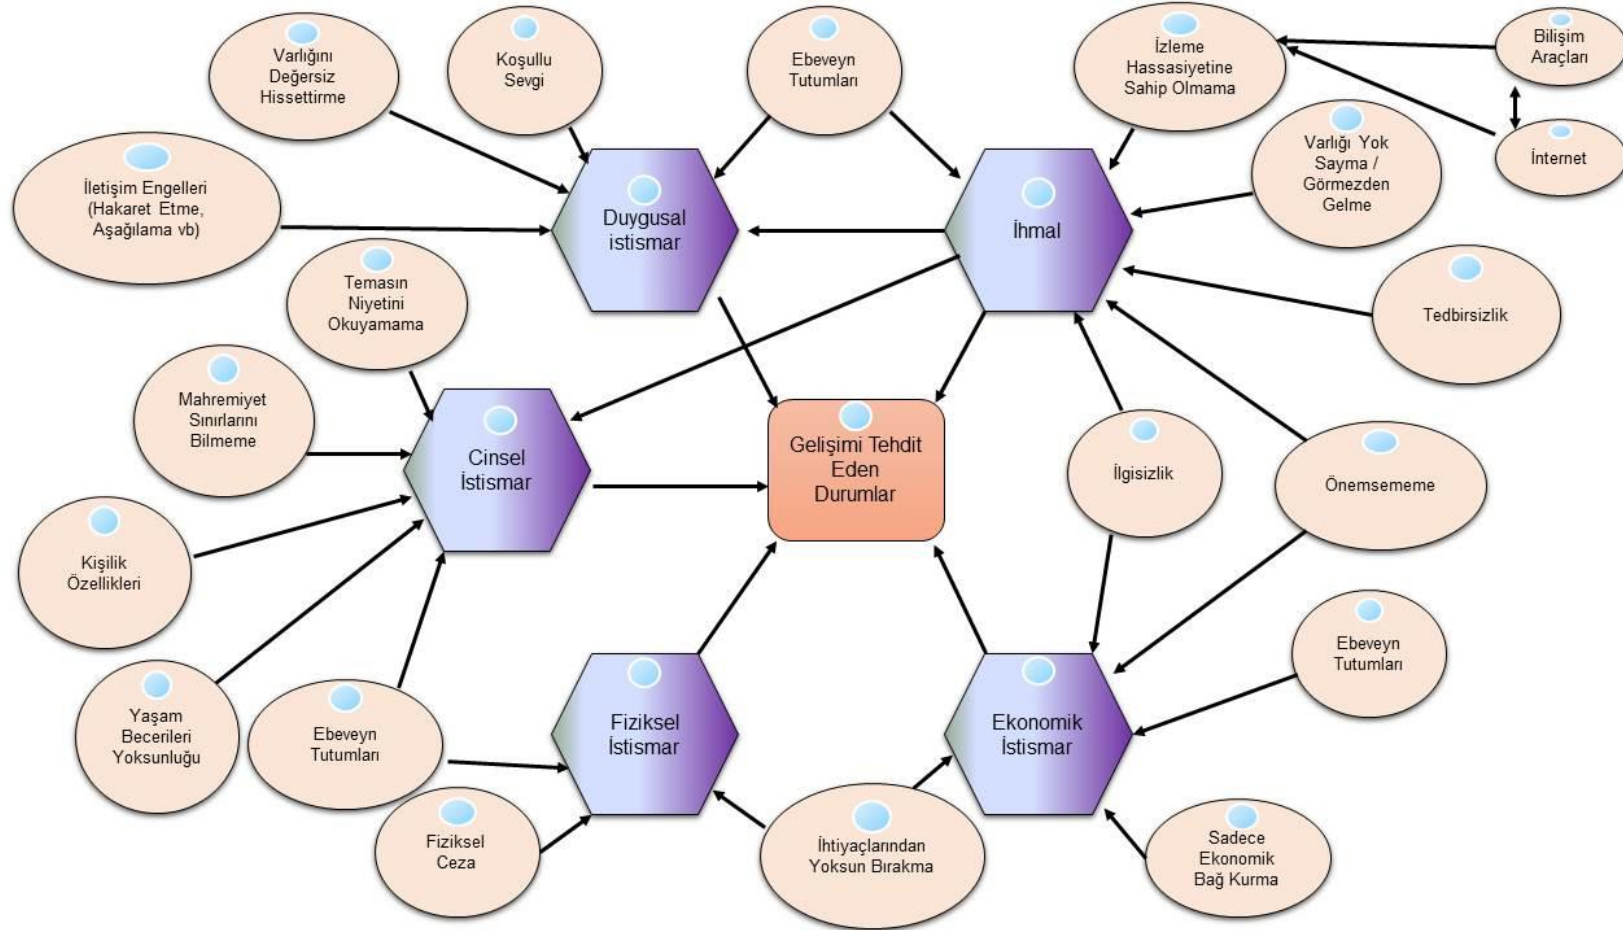 Varlığını
Değersiz
Hissettirme
Koşullu
Sevgi
Ebeveyn
Tutumları
İzleme
Hassasiyetine
Sahip Olmama
Bilişim
Araçları
İletişim Engelleri
(Hakaret Etme,
Aşağılama vb)
Duygusal
istismar
İhmal
Varlığı Yok
Sayma /
Görmezden
Gelme
İnternet
Temasın
Niyetini
Okuyamama
Tedbirsizlik
Mahremiyet
Sınırlarını
Bilmeme
Cinsel
İstismar
Gelişimi Tehdit
Eden
Durumlar
İlgisizlik
Önemsememe
Kişilik
Özellikleri
Yaşam
Becerileri
Yoksunluğu
Ebeveyn
Tutumları
Fiziksel
İstismar
Ekonomik
İstismar
Ebeveyn
Tutumları
Fiziksel
Ceza
İhtiyaçlarından
Yoksun Bırakma
Sadece
Ekonomik
Bağ Kurma